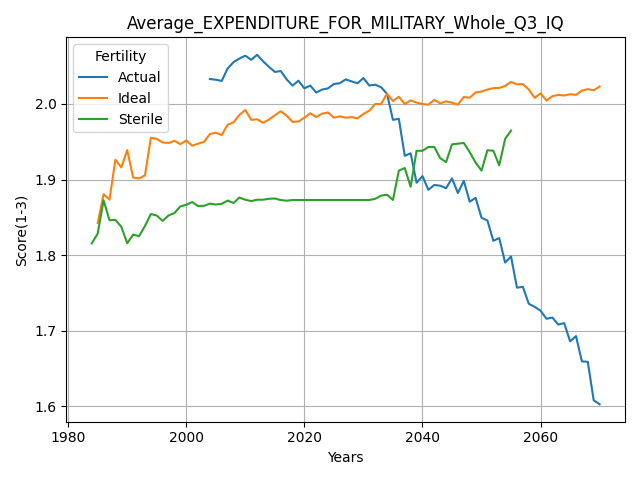 Average_EXPENDITURE_FOR_MILITARY_Whole_Q3_IQ
Fertility
Actual
Ideal
Sterile
Score(1-3)
2.0
1.9
1.8
1.7
1.6
1980 2000 2020 2040 2060
Years